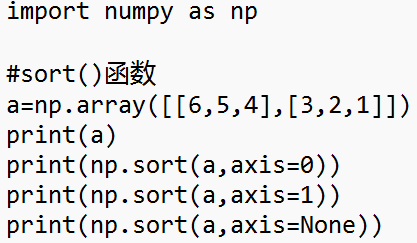 import numpy as np
#sort()函数
a=np.array([[6,5,4],[3,2,1]])
print(a)
print(np.sort(a,axis=0))
print(np.sort(a,axis=1))
print(np.sort(a,axis=None))